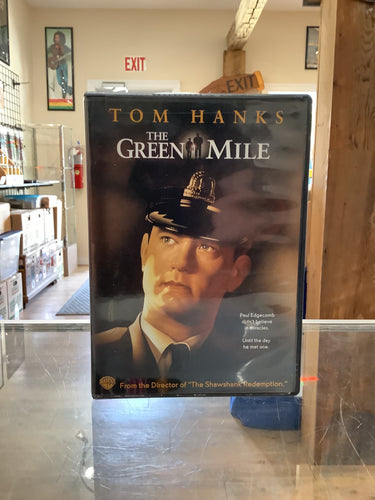 EXIT
EXIT
TOM HANKS
THE
GREEN MILE
Paul Edgecomb
didn't believe
in miracles.
Until the day
he met one.
From the Director of "The Shawshank Redemption."